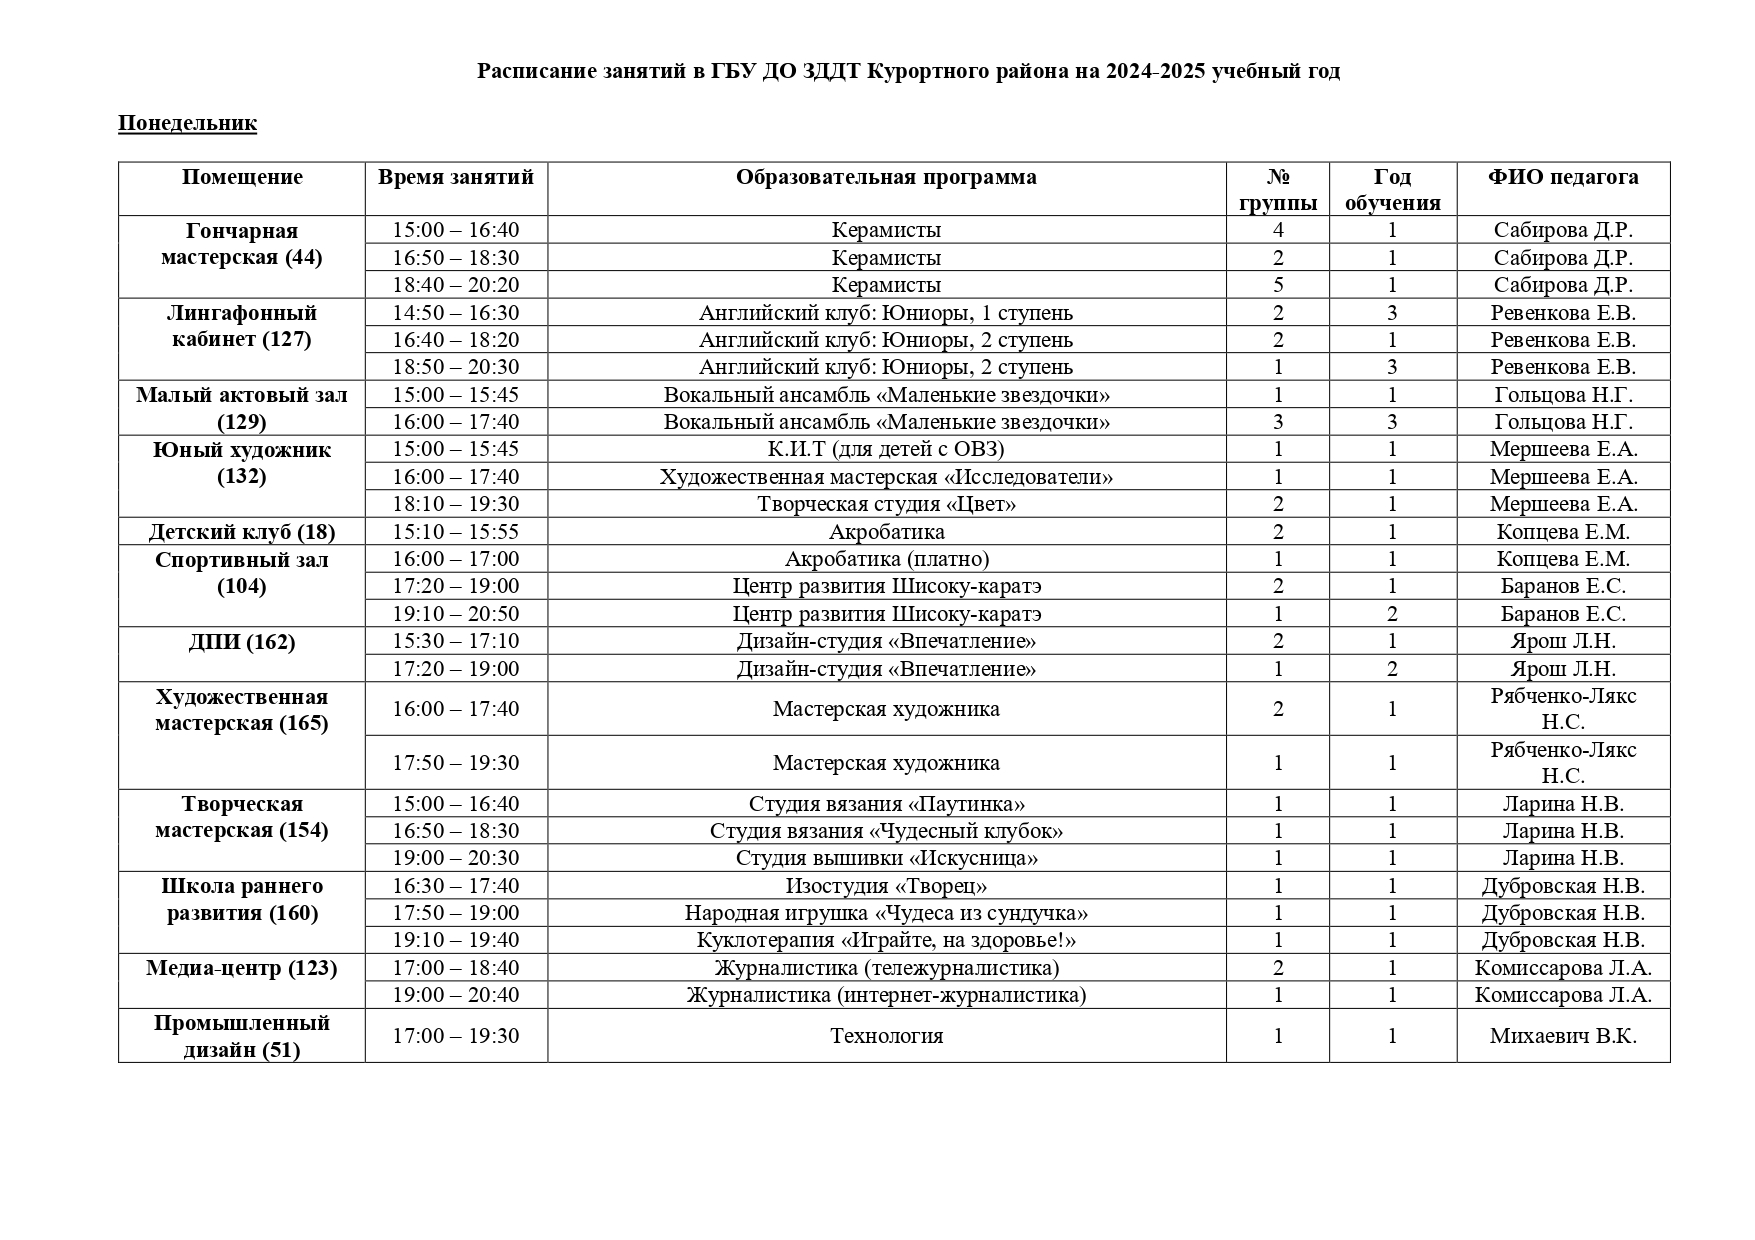 Расписание занятий в ГБУ ДО ЗДДТ Курортного района на 2024-2025 учебный год
Понедельник
Помещение Время занятий Образовательная программа № группы Год обучения ФИО педагога
Гончарная мастерская (44) 15:00 – 16:40 Керамисты 4 1 Сабирова Д.Р.
16:50 – 18:30 Керамисты 2 1 Сабирова Д.Р.
18:40 – 20:20 Керамисты 5 1 Сабирова Д.Р.
Лингафонный кабинет (127) 14:50 – 16:30 Английский клуб: Юниоры, 1 ступень 2 3 Ревенкова Е.В.
16:40 – 18:20 Английский клуб: Юниоры, 2 ступень 2 1 Ревенкова Е.В.
18:50 – 20:30 Английский клуб: Юниоры, 2 ступень 1 3 Ревенкова Е.В.
Малый актовый зал (129) 15:00 – 15:45 Вокальный ансамбль «Маленькие звездочки» 1 1 Гольцова Н.Г.
16:00 – 17:40 Вокальный ансамбль «Маленькие звездочки» 3 3 Гольцова Н.Г.
Юный художник (132) 15:00 – 15:45 К.И.Т (для детей с ОВЗ) 1 1 Мершеева Е.А.
16:00 – 17:40 Художественная мастерская «Исследователи» 1 1 Мершеева Е.А.
18:10 – 19:30 Творческая студия «Цвет» 2 1 Мершеева Е.А.
Детский клуб (18) 15:10 – 15:55 Акробатика 2 1 Копцева Е.М.
Спортивный зал (104) 16:00 – 17:00 Акробатика (платно) 1 1 Копцева Е.М.
17:20 – 19:00 Центр развития Шисоку-каратэ 2 1 Баранов Е.С.
19:10 – 20:50 Центр развития Шисоку-каратэ 1 2 Баранов Е.С.
ДПИ (162) 15:30 – 17:10 Дизайн-студия «Впечатление» 2 1 Ярош Л.Н.
17:20 – 19:00 Дизайн-студия «Впечатление» 1 2 Ярош Л.Н.
Художественная мастерская (165) 16:00 – 17:40 Мастерская художника 2 1 Рябченко-Лякс Н.С.
17:50 – 19:30 Мастерская художника 1 1 Рябченко-Лякс Н.С.
Творческая мастерская (154) 15:00 – 16:40 Студия вязания «Паутинка» 1 1 Ларина Н.В.
16:50 – 18:30 Студия вязания «Чудесный клубок» 1 1 Ларина Н.В.
19:00 – 20:30 Студия вышивки «Искусница» 1 1 Ларина Н.В.
Школа раннего развития (160) 16:30 – 17:40 Изостудия «Творец» 1 1 Дубровская Н.В.
17:50 – 19:00 Народная игрушка «Чудеса из сундучка» 1 1 Дубровская Н.В.
19:10 – 19:40 Куклотерапия «Играйте, на здоровье!» 1 1 Дубровская Н.В.
Медиа-центр (123) 17:00 – 18:40 Журналистика (тележурналистика) 2 1 Комиссарова Л.А.
19:00 – 20:40 Журналистика (интернет-журналистика) 1 1 Комиссарова Л.А.
Промышленный дизайн (51) 17:00 – 19:30 Технология 1 1 Михаевич В.К.